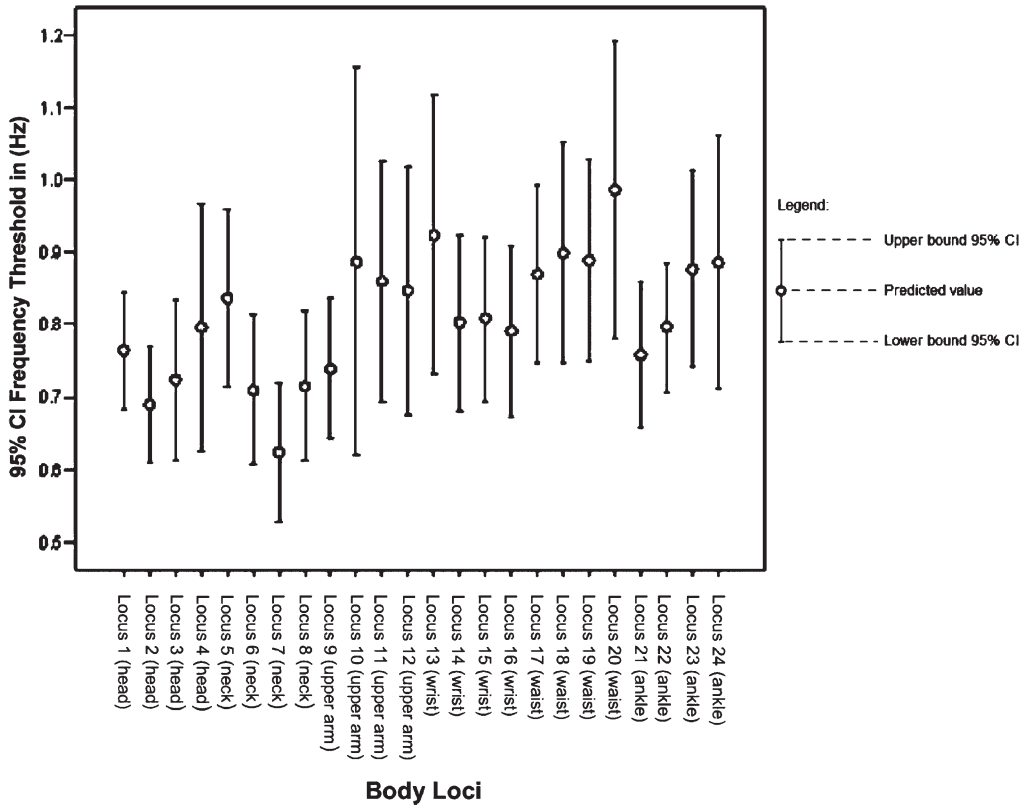 95% CI Frequency Threshold in (Hz)
1.2
1.1
1.0
0.9
0.8
0.7
0.6
0.5
Legend:
Upper bound 95% CI
Predicted value
Lower bound 95% CI
Locus 1 (head)
Locus 2 (head)
Locus 3 (head)
Locus 4 (head)
Locus 5 (neck)
Locus 6 (neck)
Locus 7 (neck)
Locus 8 (neck)
Locus 9 (upper arm)
Locus 10 (upper arm)
Locus 11 (upper arm)
Locus 12 (upper arm)
Locus 13 (wrist)
Locus 14 (wrist)
Locus 15 (wrist)
Locus 16 (wrist)
Locus 17 (waist)
Locus 18 (waist)
Locus 19 (waist)
Locus 20 (waist)
Locus 21 (ankle)
Locus 22 (ankle)
Locus 23 (ankle)
Locus 24 (ankle)
Body Loci